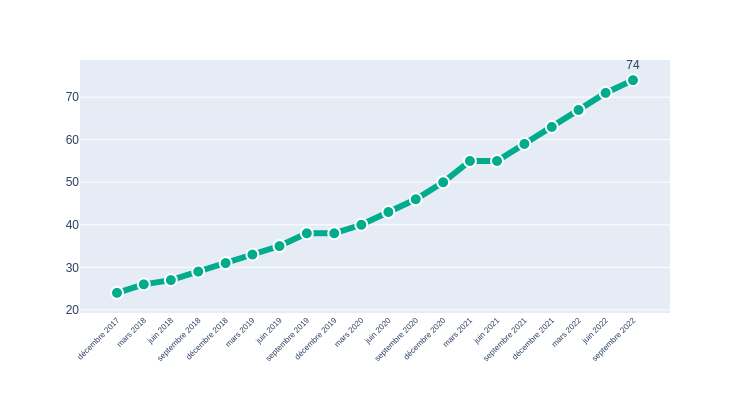 74
70
60
50
40
30
20
décembre 2017
mars 2018
juin 2018
septembre 2018
décembre 2018
mars 2019
juin 2019
septembre 2019
décembre 2019
mars 2020
juin 2020
septembre 2020
décembre 2020
mars 2021
juin 2021
septembre 2021
décembre 2021
mars 2022
juin 2022
septembre 2022